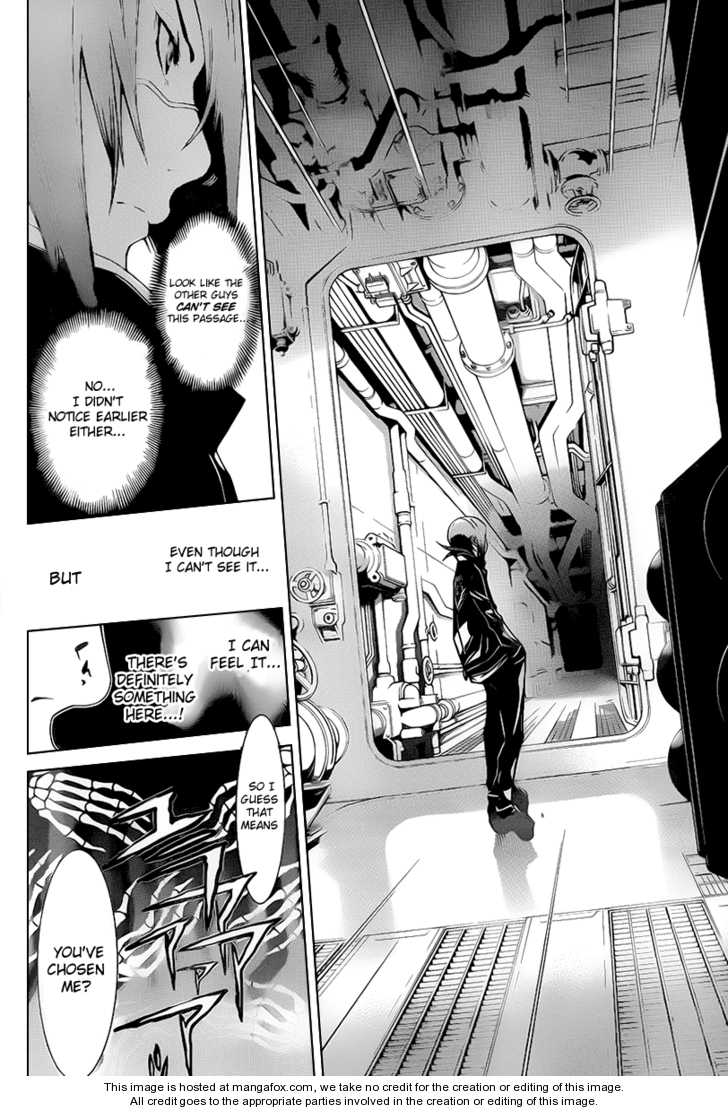 LOOK LIKE THE
OTHER GUYS
CAN'T SEE
THIS PASSAGE...
NO...
I DIDN'T
NOTICE EARLIER
EITHER...
EVEN THOUGH
I CAN'T SEE IT...
BUT
I CAN
FEEL IT...
THERE'S
DEFINITELY
SOMETHING
HERE...!
SO I
GUESS
THAT
MEANS
YOU'VE
CHOSEN
ME?
This image is hosted at mangafox.com, we take no credit for the creation or editing of this image.
All credit goes to the appropriate parties involved in the creation or editing of this image.